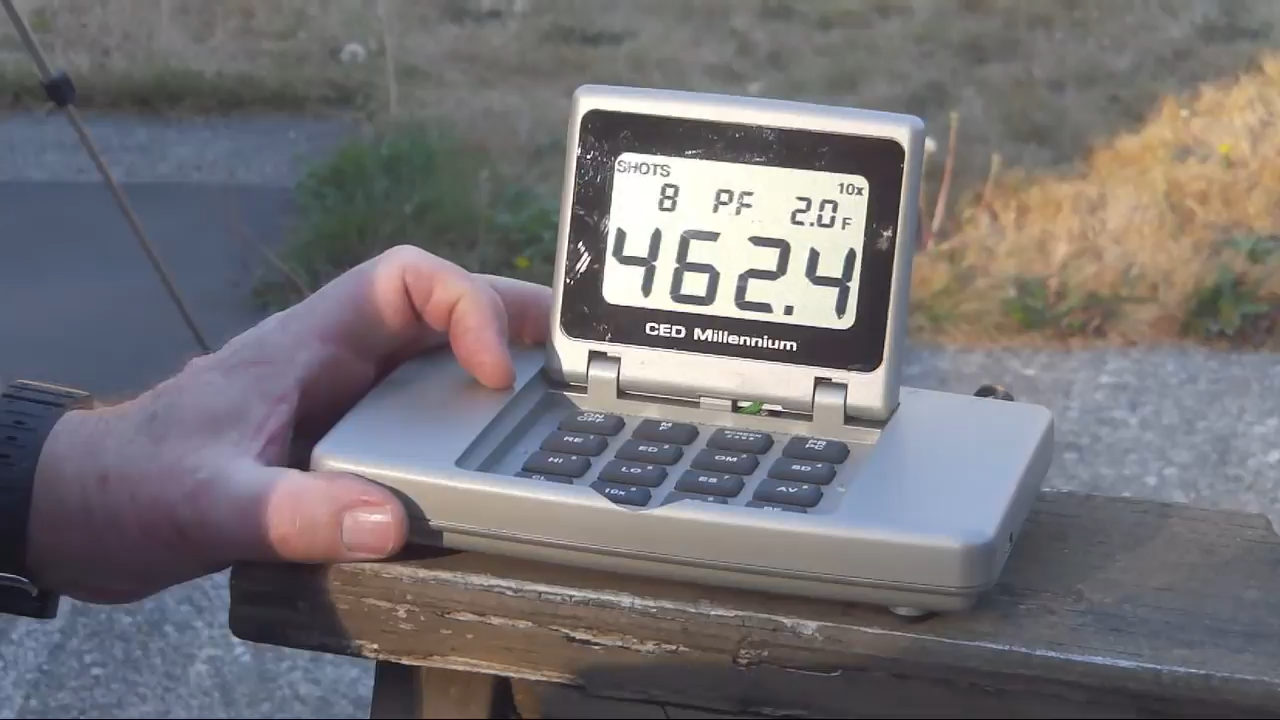 SHOTS
10x
8 PF 2.0 F
462.4
CED Millennium
ON
OFF
M
F
RE
ED
OM
SD
HI
LO
ES
AV
10x